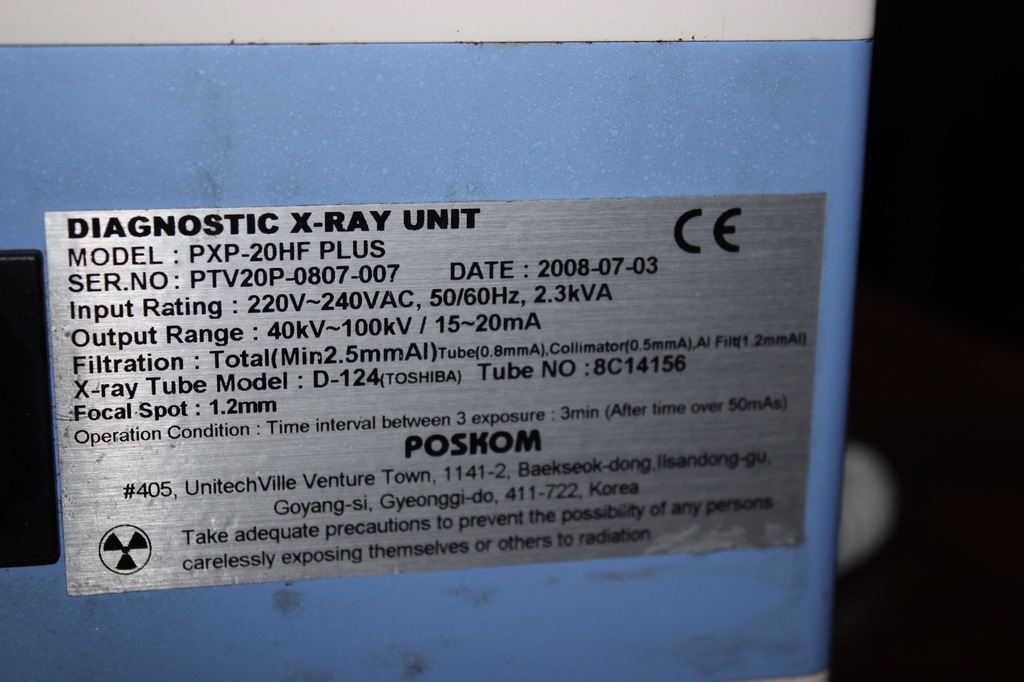 DIAGNOSTIC X-RAY UNIT
CE
MODEL : PXP-20HF PLUS
SER.NO : PTV20P-0807-007 DATE : 2008-07-03
Input Rating : 220V~240VAC, 50/60Hz, 2.3kVA
Output Range : 40kV~100kV / 15~20mA
Filtration : Total(Min2.5mmAl)Tube(0.8mmA),Collimator(0.5mmA),Al Filt(1.2mmAl)
X-ray Tube Model : D-124(TOSHIBA) Tube NO :8C14156
Focal Spot : 1.2mm
Operation Condition : Time interval between 3 exposure : 3min (After time over 50mAs)
POSKOM
#405, UnitechVille Venture Town, 1141-2, Baekseok-dong,Ilsandong-gu,
Goyang-si, Gyeonggi-do, 411-722, Korea
Take adequate precautions to prevent the possibility of any persons
carelessly exposing themselves or others to radiation